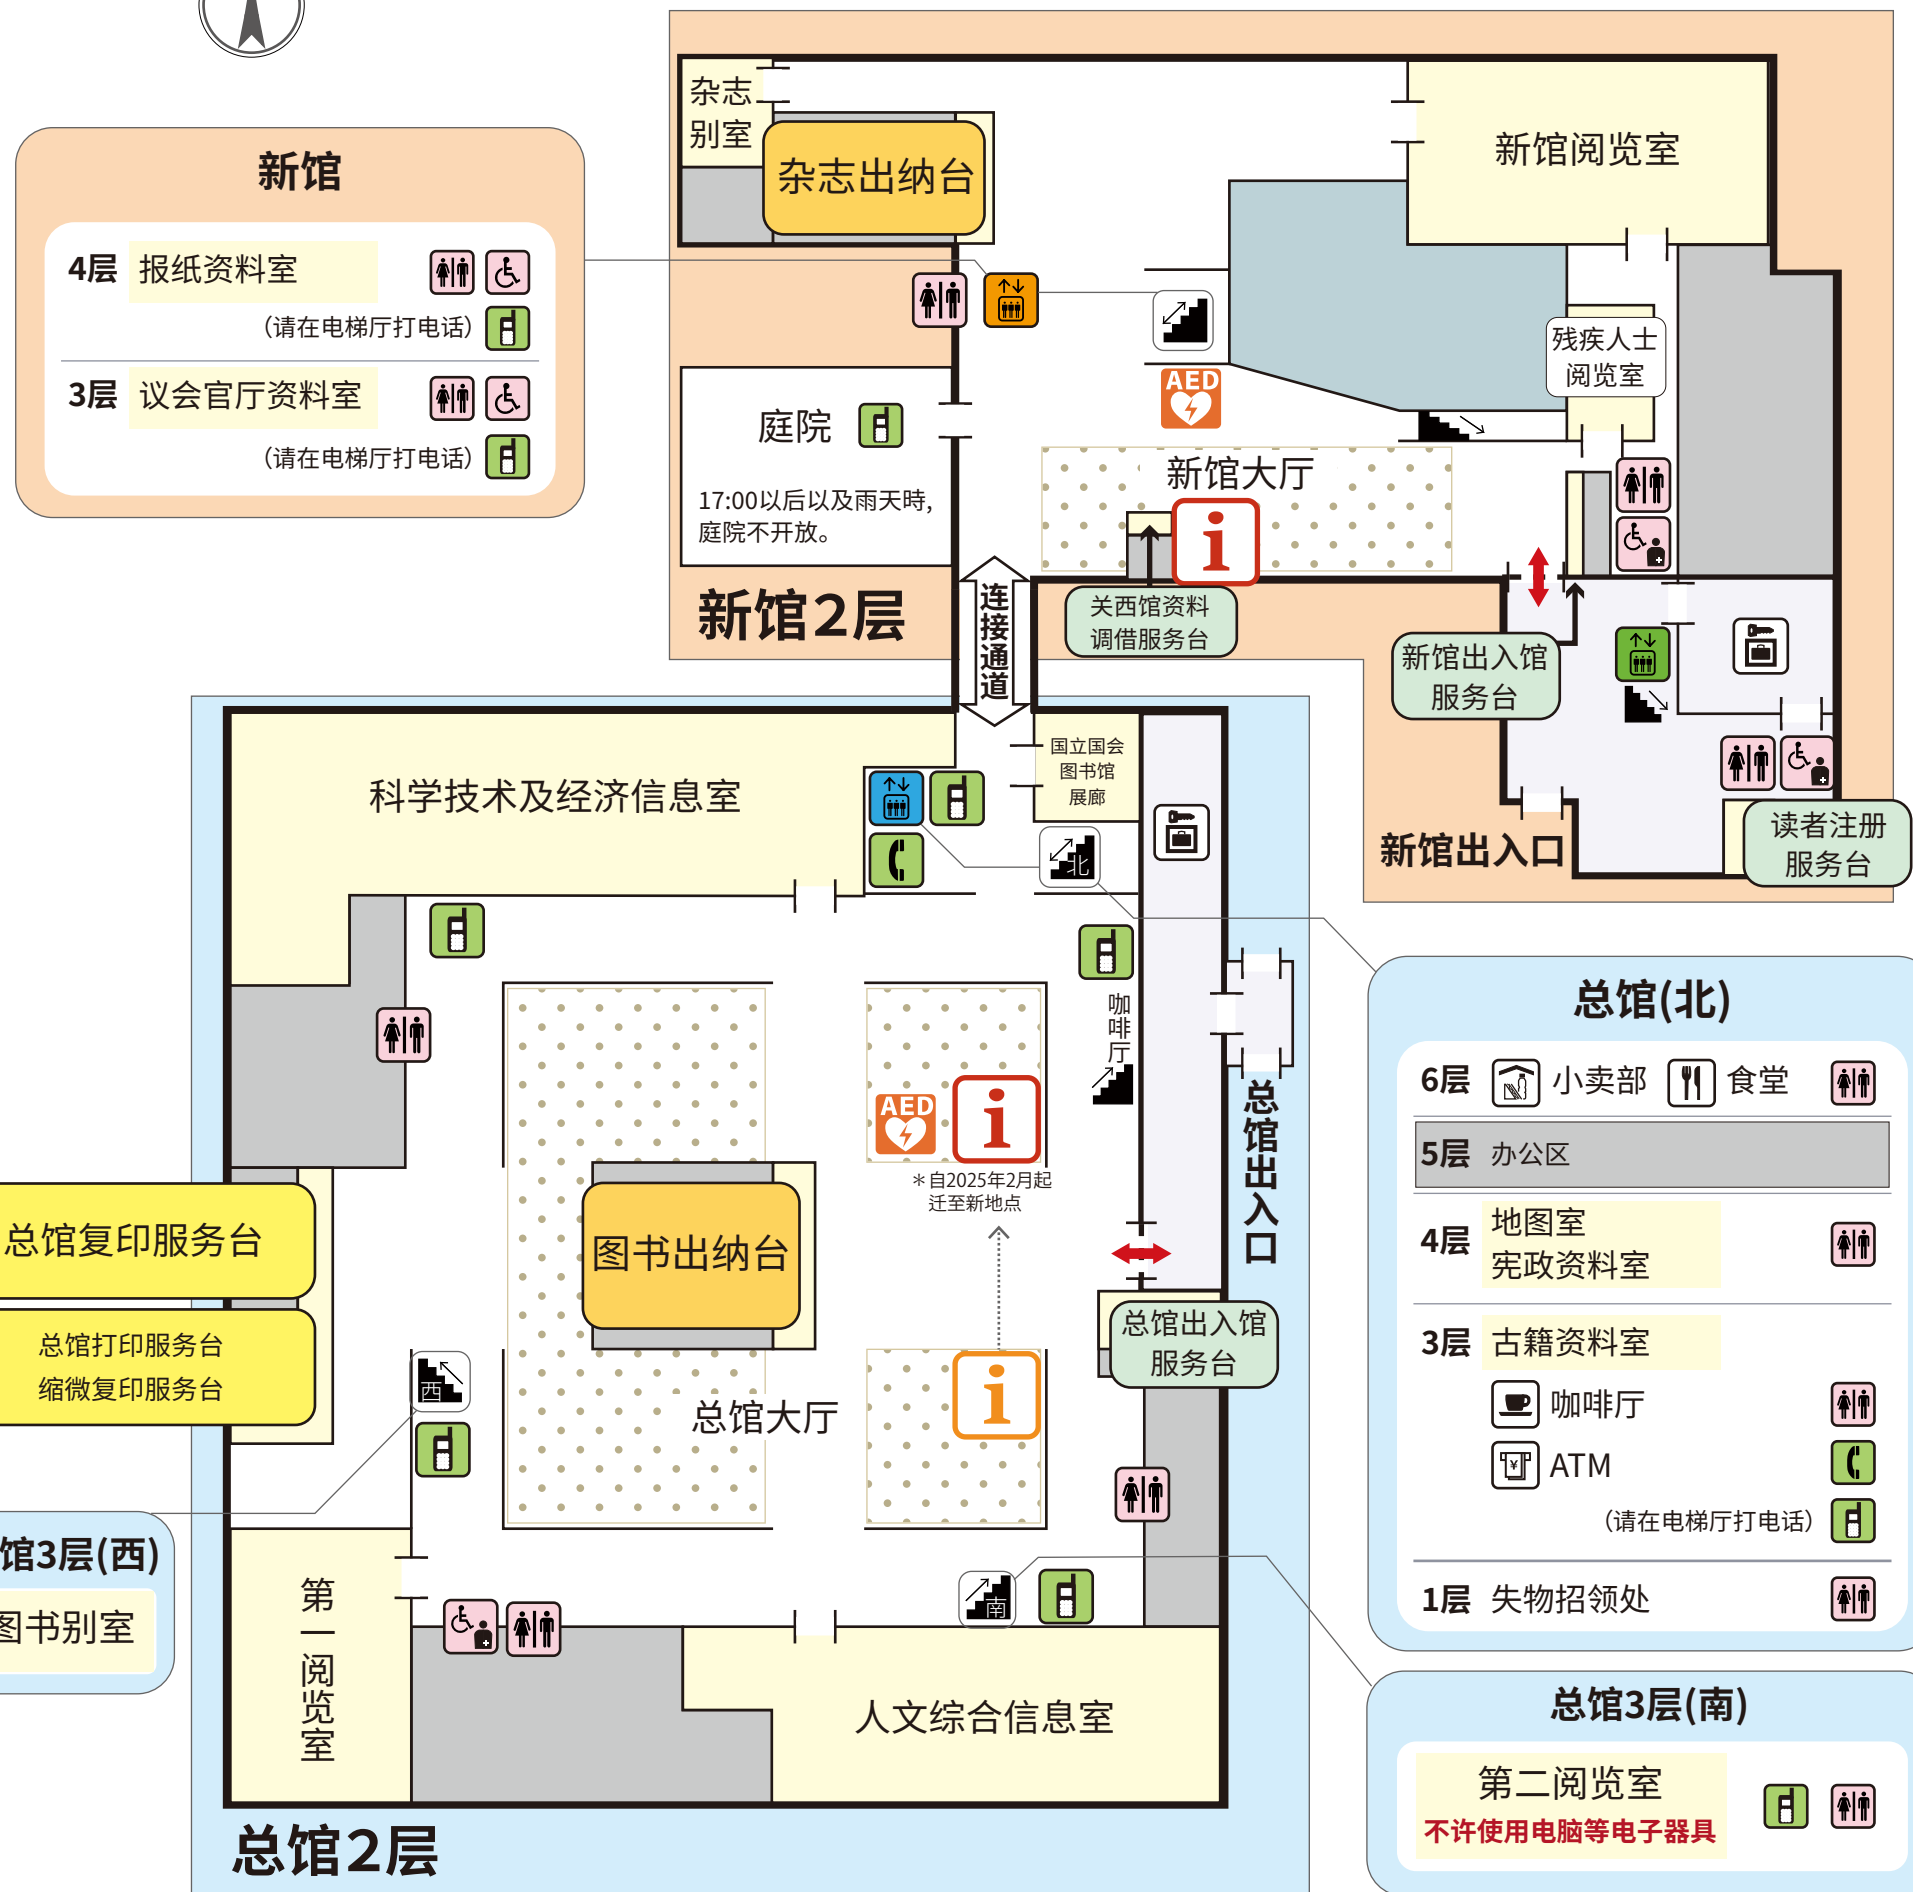 杂志
别室
杂志出纳台
新馆阅览室
新馆
4层 报纸资料室
(请在电梯厅打电话)
3层 议会官厅资料室
(请在电梯厅打电话)
残疾人士
阅览室
AED
庭院
17:00以后以及雨天時,
庭院不开放。
新馆大厅
i
新馆2层
连接通道
关西馆资料
调借服务台
新馆出入馆
服务台
新馆出入口
读者注册
服务台
科学技术及经济信息室
国立国会
图书馆
展廊
北
咖啡厅
AED
i
*自2025年2月起
迁至新地点
总馆出入口
总馆复印服务台
总馆打印服务台
缩微复印服务台
图书出纳台
总馆出入馆
服务台
西
总馆大厅
i
馆3层(西)
图书别室
第一阅览室
南
人文综合信息室
总馆2层
总馆(北)
6层 小卖部 食堂
5层 办公区
4层 地图室
宪政资料室
3层 古籍资料室
咖啡厅
¥ ATM
(请在电梯厅打电话)
1层 失物招领处
总馆3层(南)
第二阅览室
不许使用电脑等电子器具